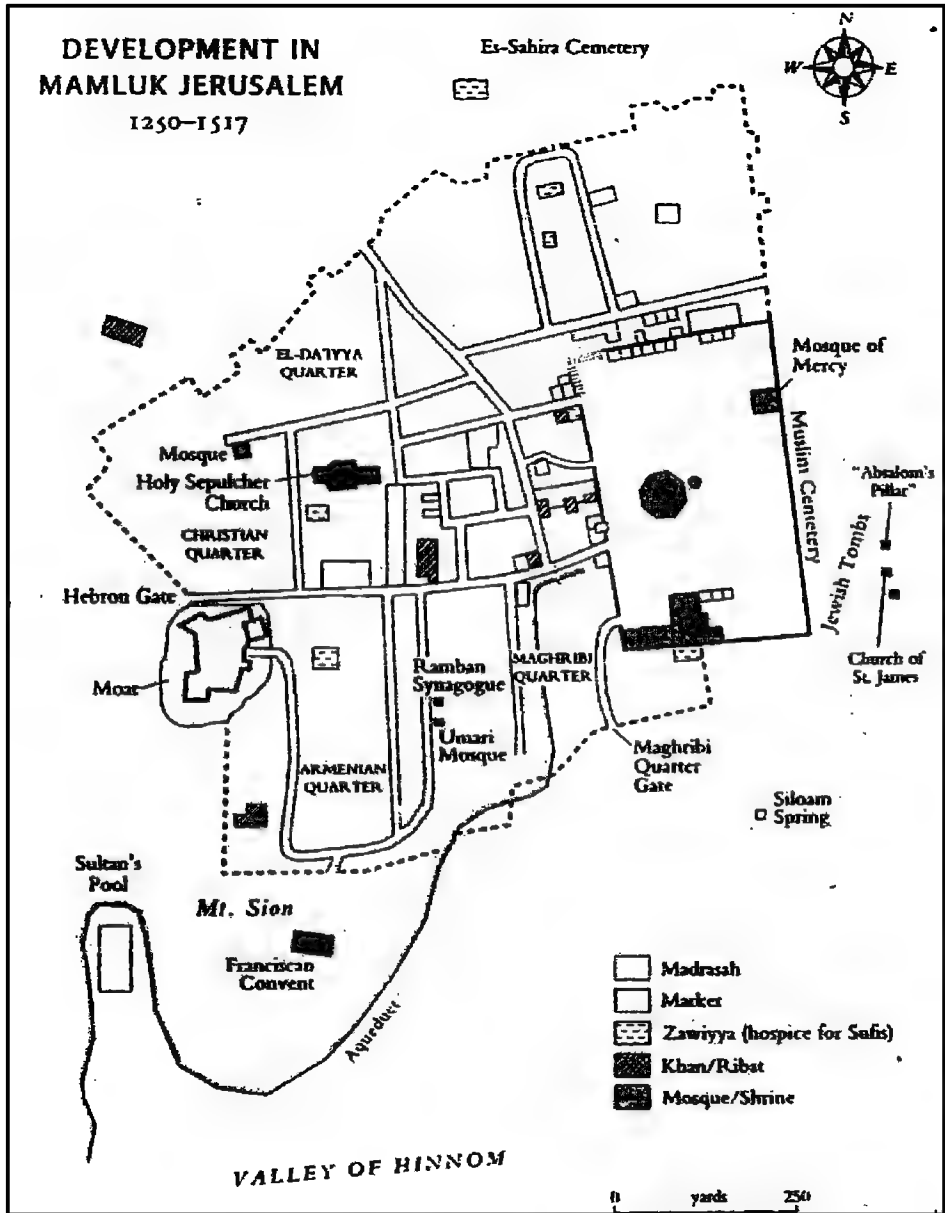 DEVELOPMENT IN
MAMLUK JERUSALEM
1250–1517
Es-Sahira Cemetery
N
W
E
S
EL-DATIYYA
QUARTER
Mosque of
Mercy
Muslim Cemetery
Mosque
Holy Sepulcher
Church
"Absalom's
Pillar"
Jewish Tombs
CHRISTIAN
QUARTER
Hebron Gate
Church of
St. James
Moat
Ramban
Synagogue
MAGHRIBI
QUARTER
Umari
Mosque
Maghribi
Quarter
Gate
ARMENIAN
QUARTER
Siloam
Spring
Sultan's
Pool
Mt. Sion
Franciscan
Convent
Aqueduct
Madrasah
Market
Zawiyya (hospice for Sufis)
Khan/Ribat
Mosque/Shrine
VALLEY OF HINNOM
0 yards 250